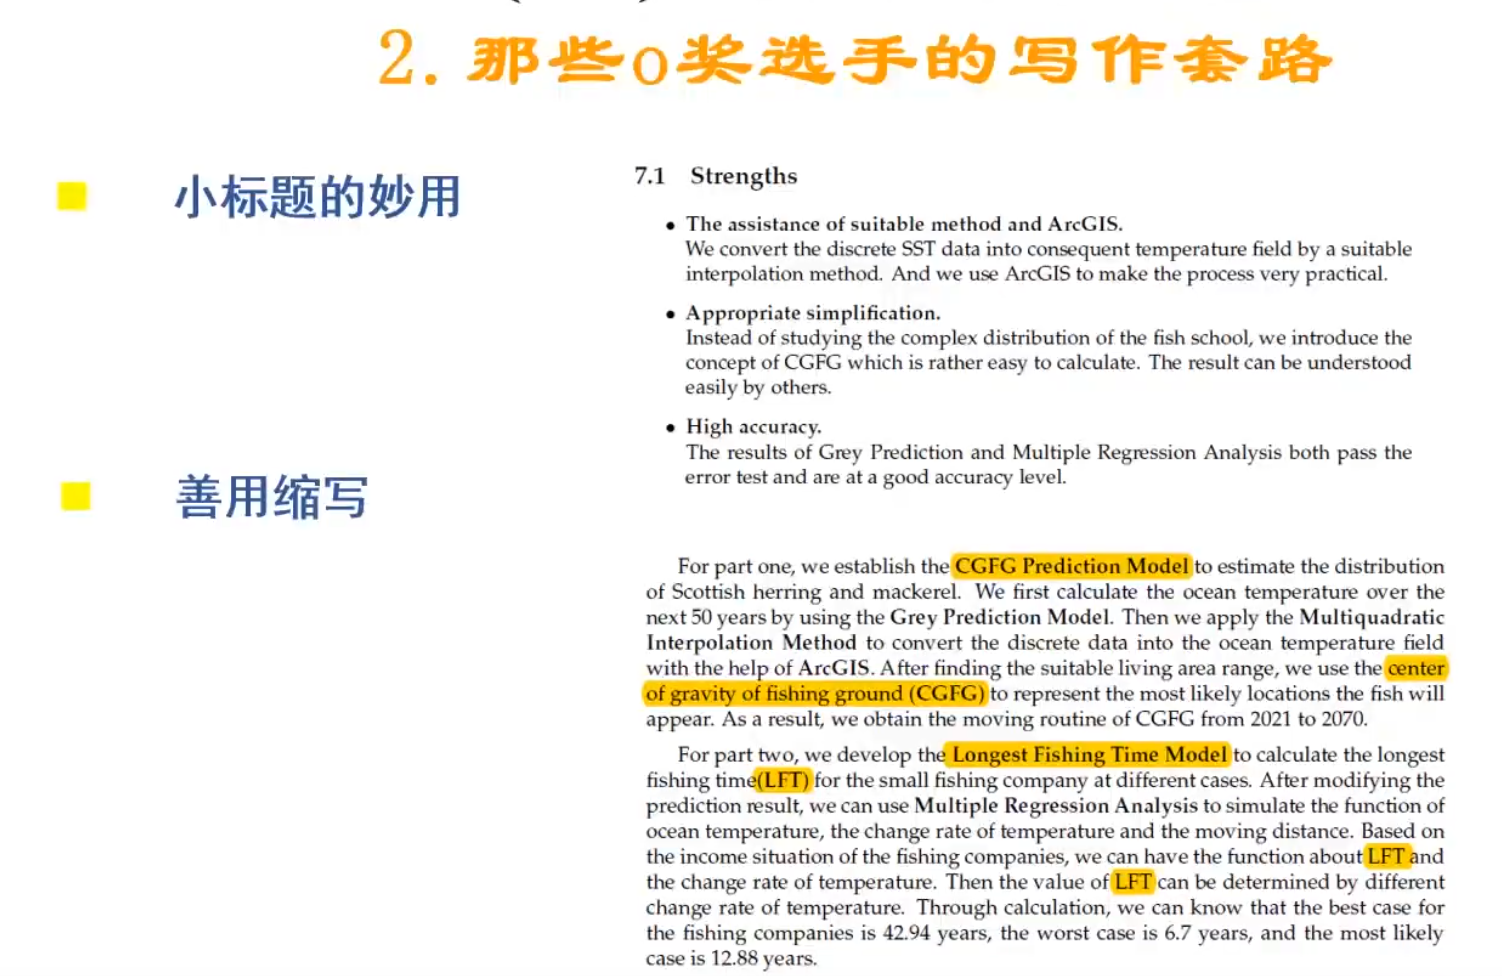 2. 那些o奖选手的写作套路
小标题的妙用
7.1 Strengths
• The assistance of suitable method and ArcGIS.
We convert the discrete SST data into consequent temperature field by a suitable
interpolation method. And we use ArcGIS to make the process very practical.
• Appropriate simplification.
Instead of studying the complex distribution of the fish school, we introduce the
concept of CGFG which is rather easy to calculate. The result can be understood
easily by others.
• High accuracy.
The results of Grey Prediction and Multiple Regression Analysis both pass the
error test and are at a good accuracy level.
善用缩写
For part one, we establish the CGFG Prediction Model to estimate the distribution
of Scottish herring and mackerel. We first calculate the ocean temperature over the
next 50 years by using the Grey Prediction Model. Then we apply the Multiquadratic
Interpolation Method to convert the discrete data into the ocean temperature field
with the help of ArcGIS. After finding the suitable living area range, we use the center
of gravity of fishing ground (CGFG) to represent the most likely locations the fish will
appear. As a result, we obtain the moving routine of CGFG from 2021 to 2070.
For part two, we develop the Longest Fishing Time Model to calculate the longest
fishing time(LFT) for the small fishing company at different cases. After modifying the
prediction result, we can use Multiple Regression Analysis to simulate the function of
ocean temperature, the change rate of temperature and the moving distance. Based on
the income situation of the fishing companies, we can have the function about LFT and
the change rate of temperature. Then the value of LFT can be determined by different
change rate of temperature. Through calculation, we can know that the best case for
the fishing companies is 42.94 years, the worst case is 6.7 years, and the most likely
case is 12.88 years.